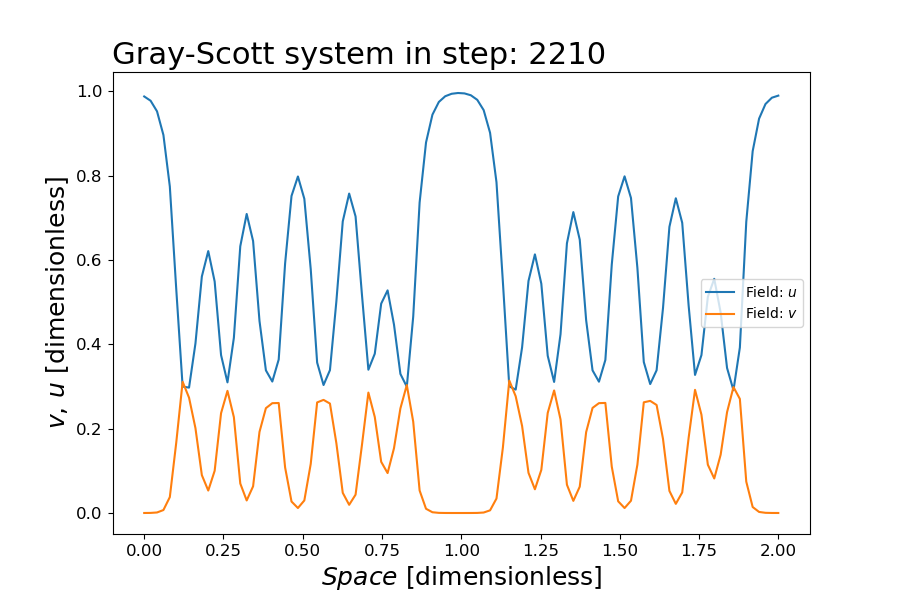 Gray-Scott system in step: 2210
v, u [dimensionless]
1.0
0.8
0.6
0.4
0.2
0.0
Field: u
Field: v
0.00 0.25 0.50 0.75 1.00 1.25 1.50 1.75 2.00
Space [dimensionless]